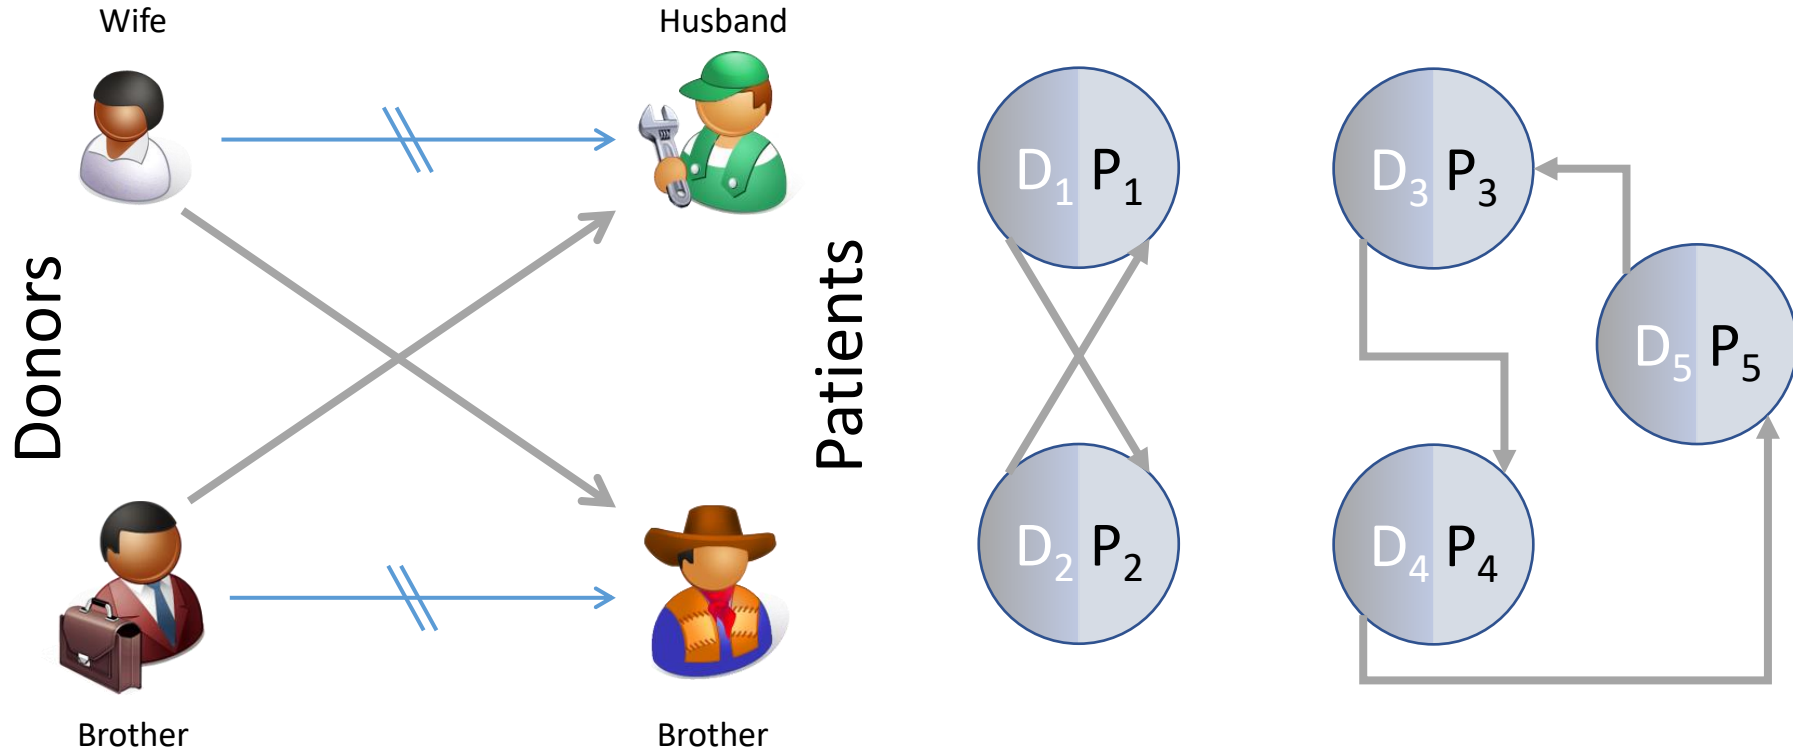 Wife
Husband
Donors
Patients
Brother
Brother
D₁ P₁
D₂ P₂
D₃ P₃
D₄ P₄
D₅ P₅